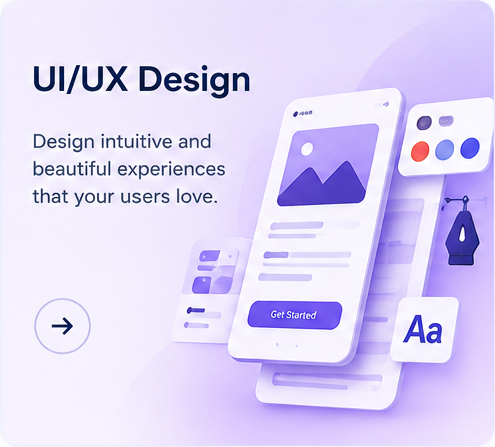 UI/UX Design
Design intuitive and
beautiful experiences
that your users love.
Get Started
Aa